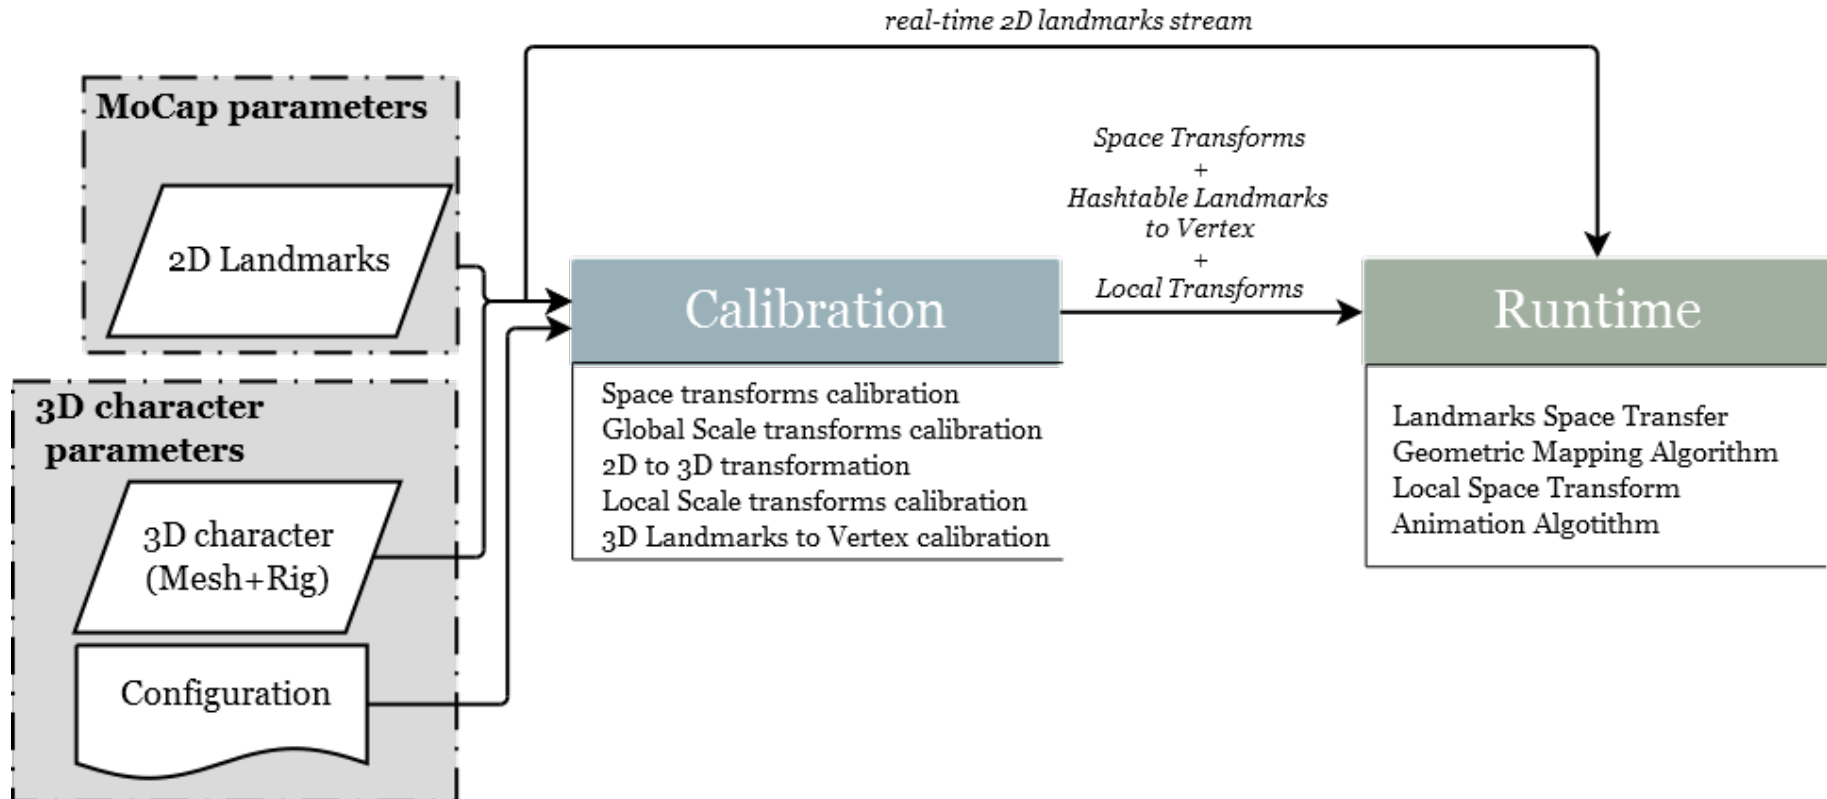 real-time 2D landmarks stream
MoCap parameters
2D Landmarks
3D character
parameters
3D character
(Mesh+Rig)
Configuration
Calibration
Space transforms calibration
Global Scale transforms calibration
2D to 3D transformation
Local Scale transforms calibration
3D Landmarks to Vertex calibration
Space Transforms
+
Hashtable Landmarks
to Vertex
+
Local Transforms
Runtime
Landmarks Space Transfer
Geometric Mapping Algorithm
Local Space Transform
Animation Algotithm